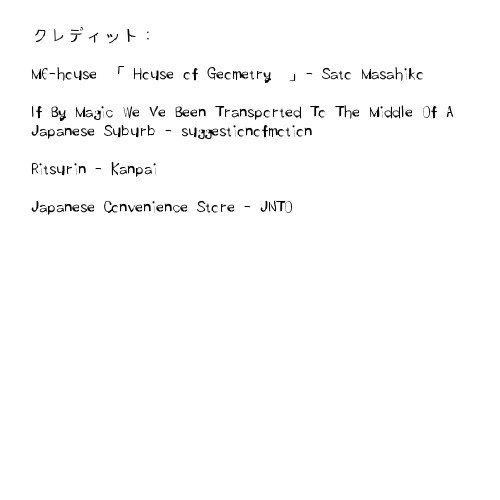 クレディット：
M6-house 「 House of Geometry 」 - Sato Masahiko
If By Magic We Ve Been Transported To The Middle Of A
Japanese Suburb - suggestionofmotion
Ritsurin - Kanpai
Japanese Convenience Store - JNTO